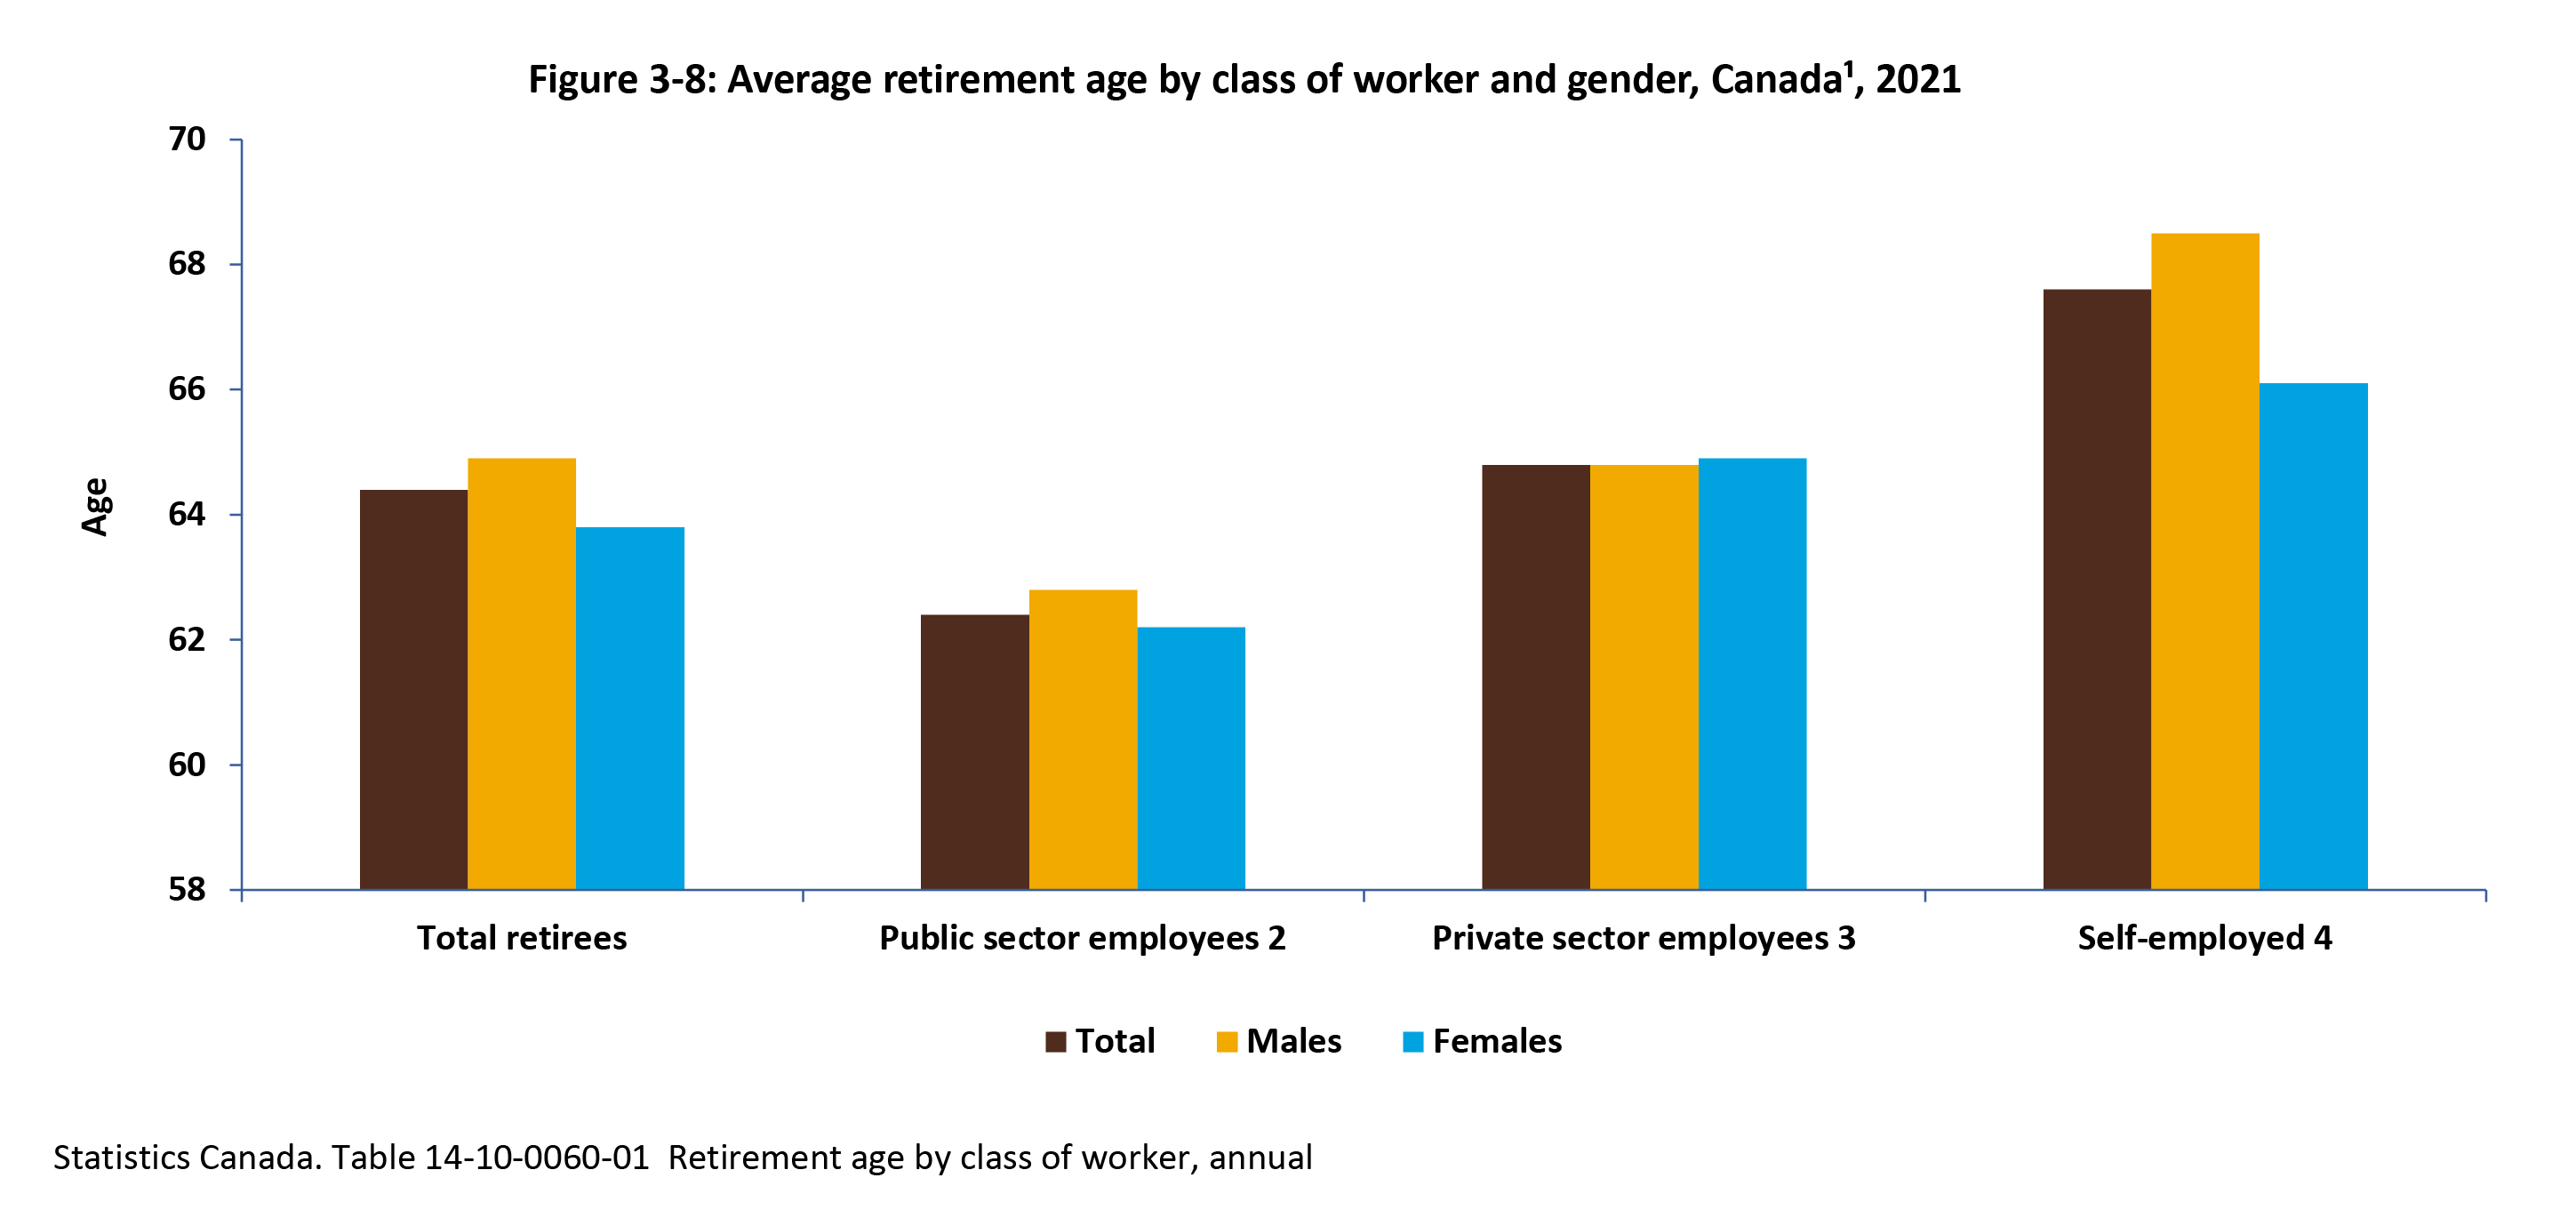 Figure 3-8: Average retirement age by class of worker and gender, Canada¹, 2021
70
68
66
64
62
60
58
Age
Total retirees
Public sector employees 2
Private sector employees 3
Self-employed 4
Total
Males
Females
Statistics Canada. Table 14-10-0060-01  Retirement age by class of worker, annual